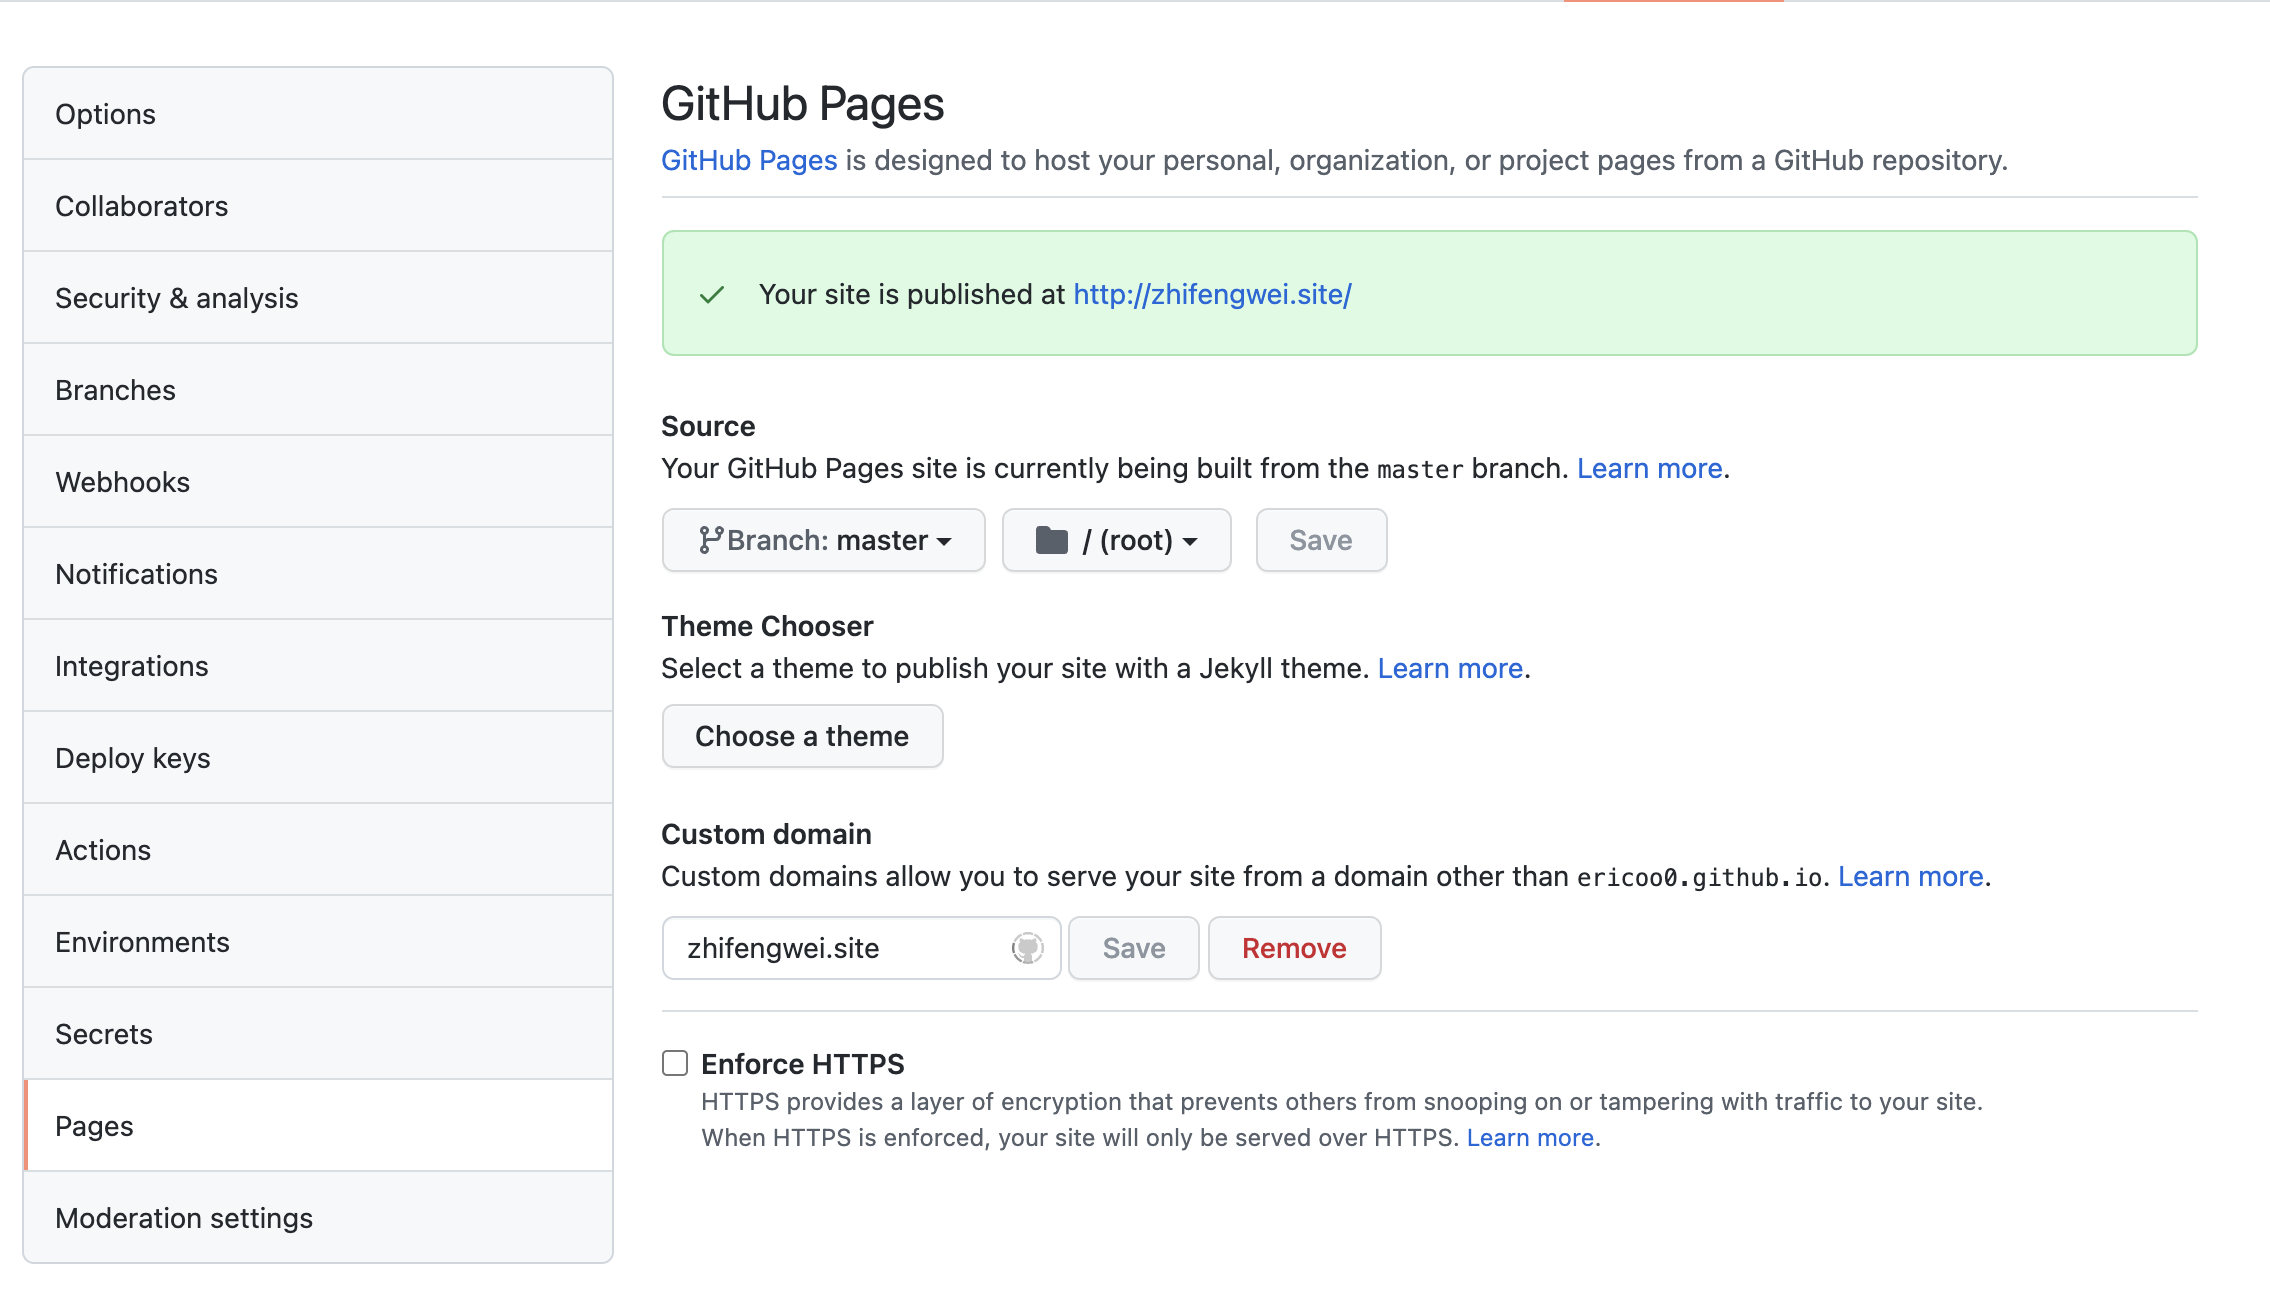 Options
Collaborators
Security & analysis
Branches
Webhooks
Notifications
Integrations
Deploy keys
Actions
Environments
Secrets
Pages
Moderation settings
GitHub Pages
GitHub Pages is designed to host your personal, organization, or project pages from a GitHub repository.
Your site is published at http://zhifengwei.site/
Source
Your GitHub Pages site is currently being built from the master branch. Learn more.
Branch: master / (root) Save
Theme Chooser
Select a theme to publish your site with a Jekyll theme. Learn more.
Choose a theme
Custom domain
Custom domains allow you to serve your site from a domain other than ericoo0.github.io. Learn more.
zhifengwei.site Save Remove
Enforce HTTPS
HTTPS provides a layer of encryption that prevents others from snooping on or tampering with traffic to your site.
When HTTPS is enforced, your site will only be served over HTTPS. Learn more.